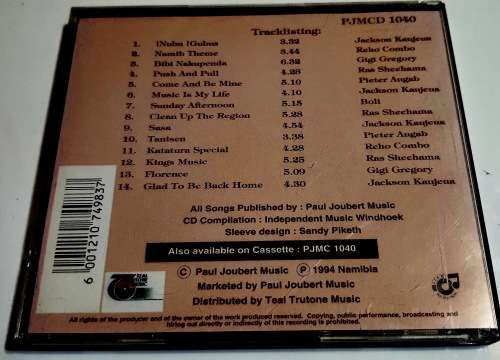 PJMCD 1040
Tracklisting:
1. !Nubu !Gubus 3.32 Jackson Kaujeua
2. Namib Theme 3.44 Reho Combo
3. Bibi Nakupenda 6.32 Gigi Gregory
4. Push And Pull 4.28 Ras Sheehama
5. Come And Be Mine 5.10 Pieter Angab
6. Music Is My Life 4.10 Jackson Kaujeua
7. Sunday Afternoon 5.15 Boli
8. Clean Up The Region 5.28 Ras Sheehama
9. Sasa 4.54 Jackson Kaujeua
10. Tantsen 3.38 Pieter Angab
11. Katatura Special 4.28 Reho Combo
12. Kings Music 5.25 Ras Sheehama
13. Florence 5.09 Gigi Gregory
14. Glad To Be Back Home 4.30 Jackson Kaujeua
6001210749837
All Songs Published by : Paul Joubert Music
CD Compilation : Independent Music Windhoek
Sleeve design : Sandy Piketh
Also available on Cassette : PJMC 1040
C Paul Joubert Music P 1994 Namibia
Marketed by Paul Joubert Music
Distributed by Teal Trutone Music
All rights of the producer and of the owner of the work produced reserved. Copying, public performance, broadcasting and
hiring out directly or indirectly of this recording is prohibited.